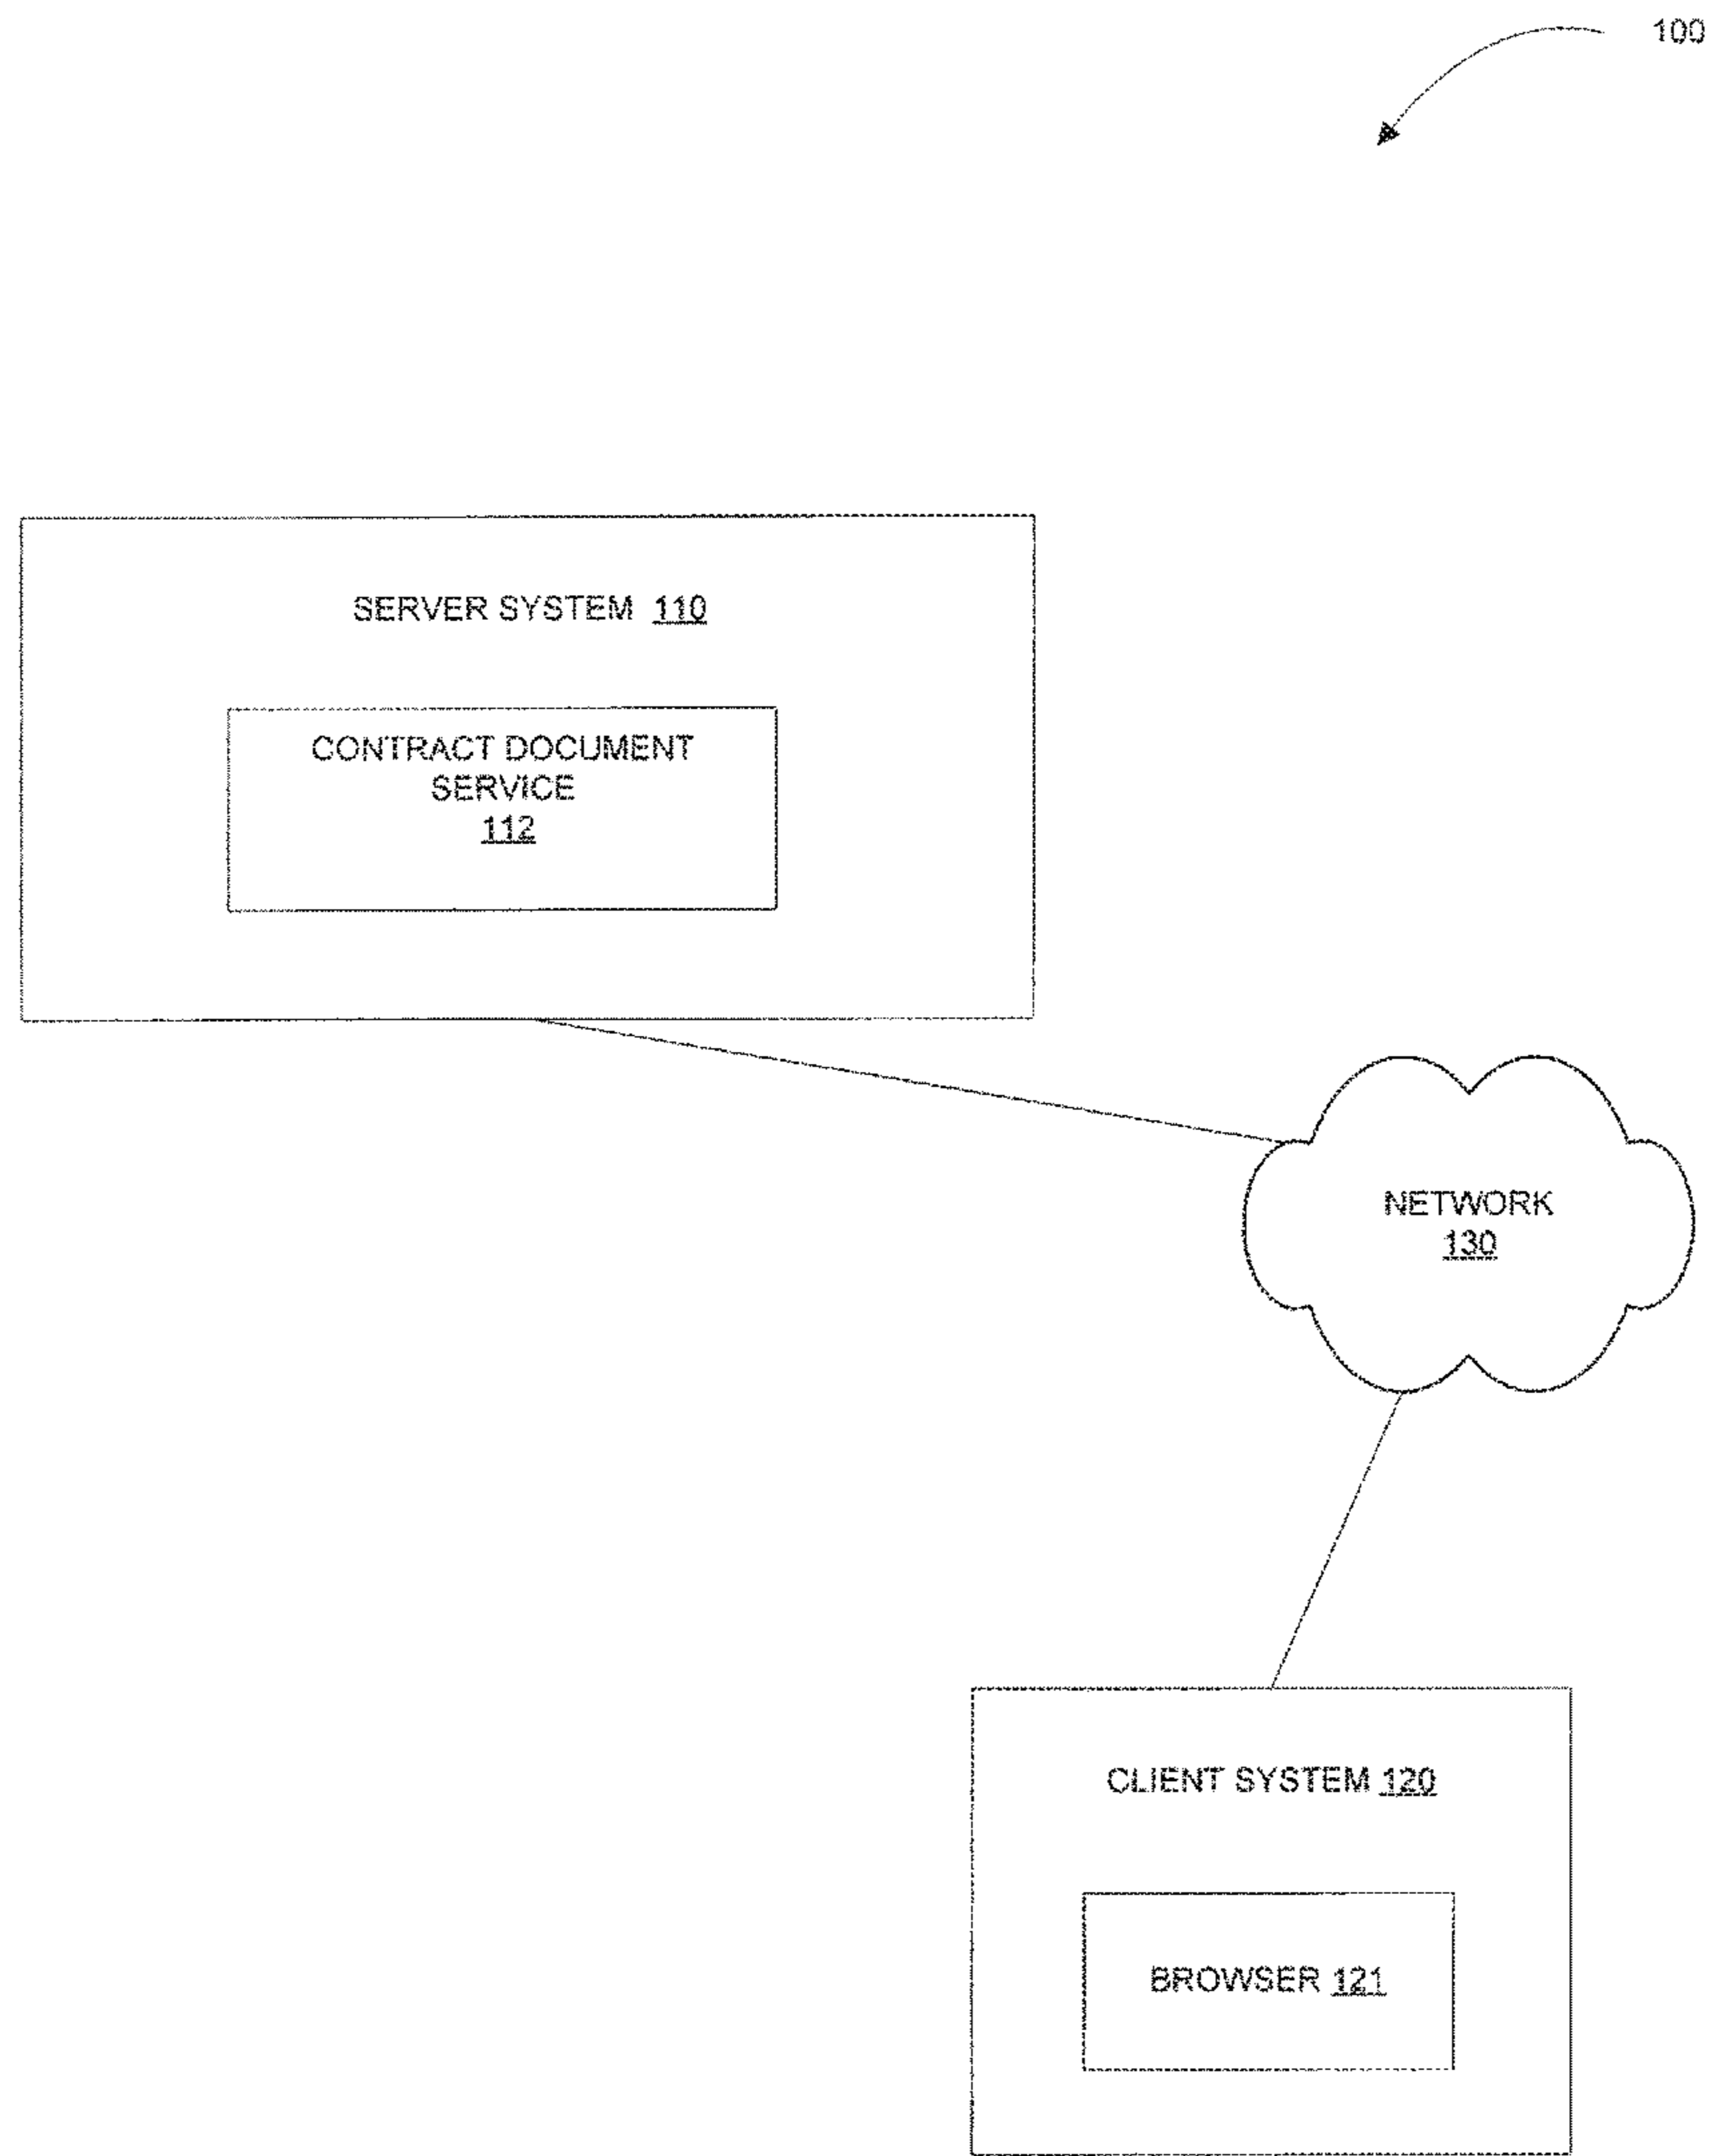 100
SERVER SYSTEM 110
CONTRACT DOCUMENT
SERVICE
112
NETWORK
130
CLIENT SYSTEM 120
BROWSER 121